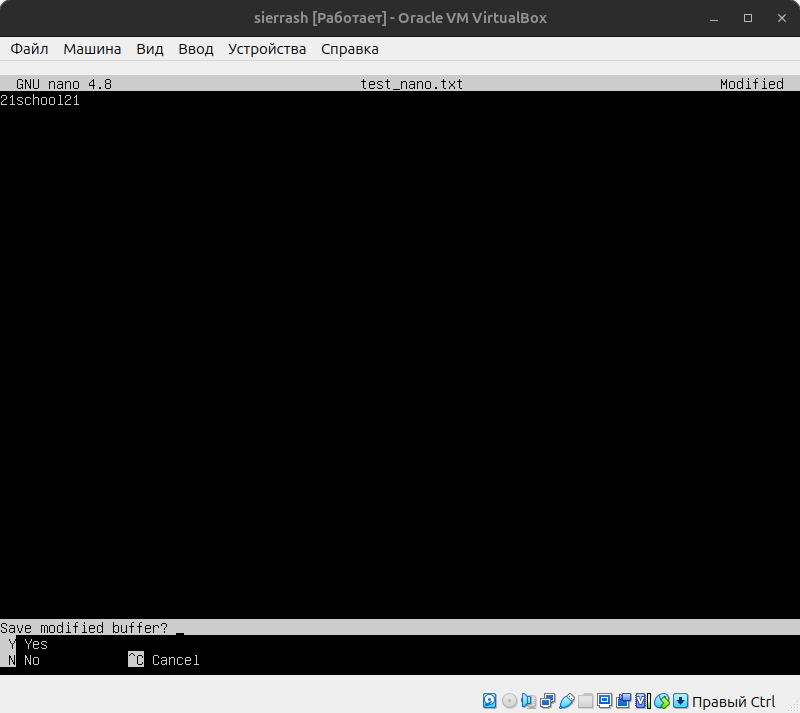 sierrash [Работает] - Oracle VM VirtualBox
Файл Машина Вид Ввод Устройства Справка
GNU nano 4.8 test_nano.txt Modified
21school21
Save modified buffer?
Y Yes
N No ^C Cancel
Правый Ctrl